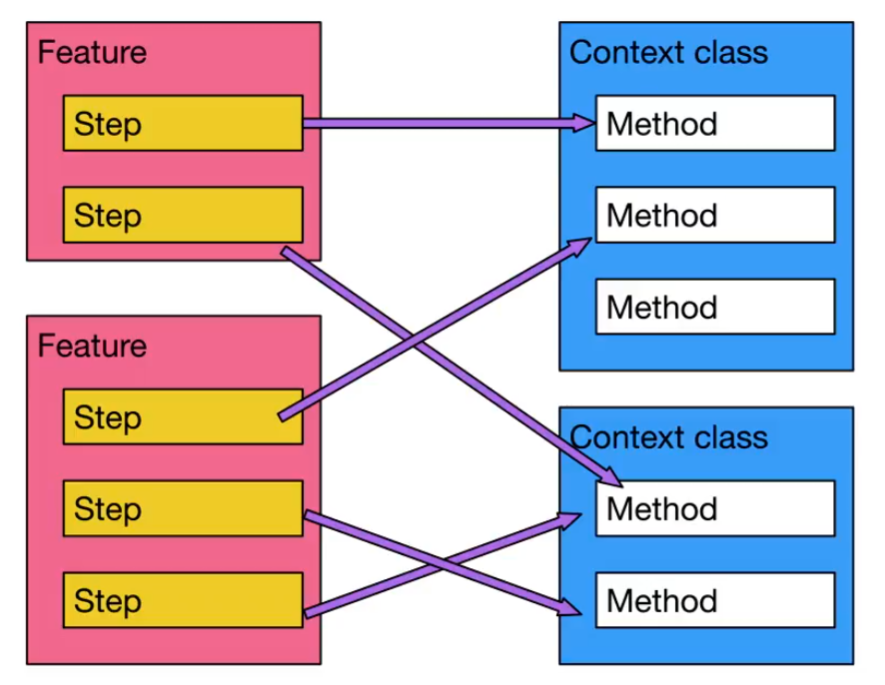 Feature
Step
Step
Feature
Step
Step
Step
Context class
Method
Method
Method
Context class
Method
Method